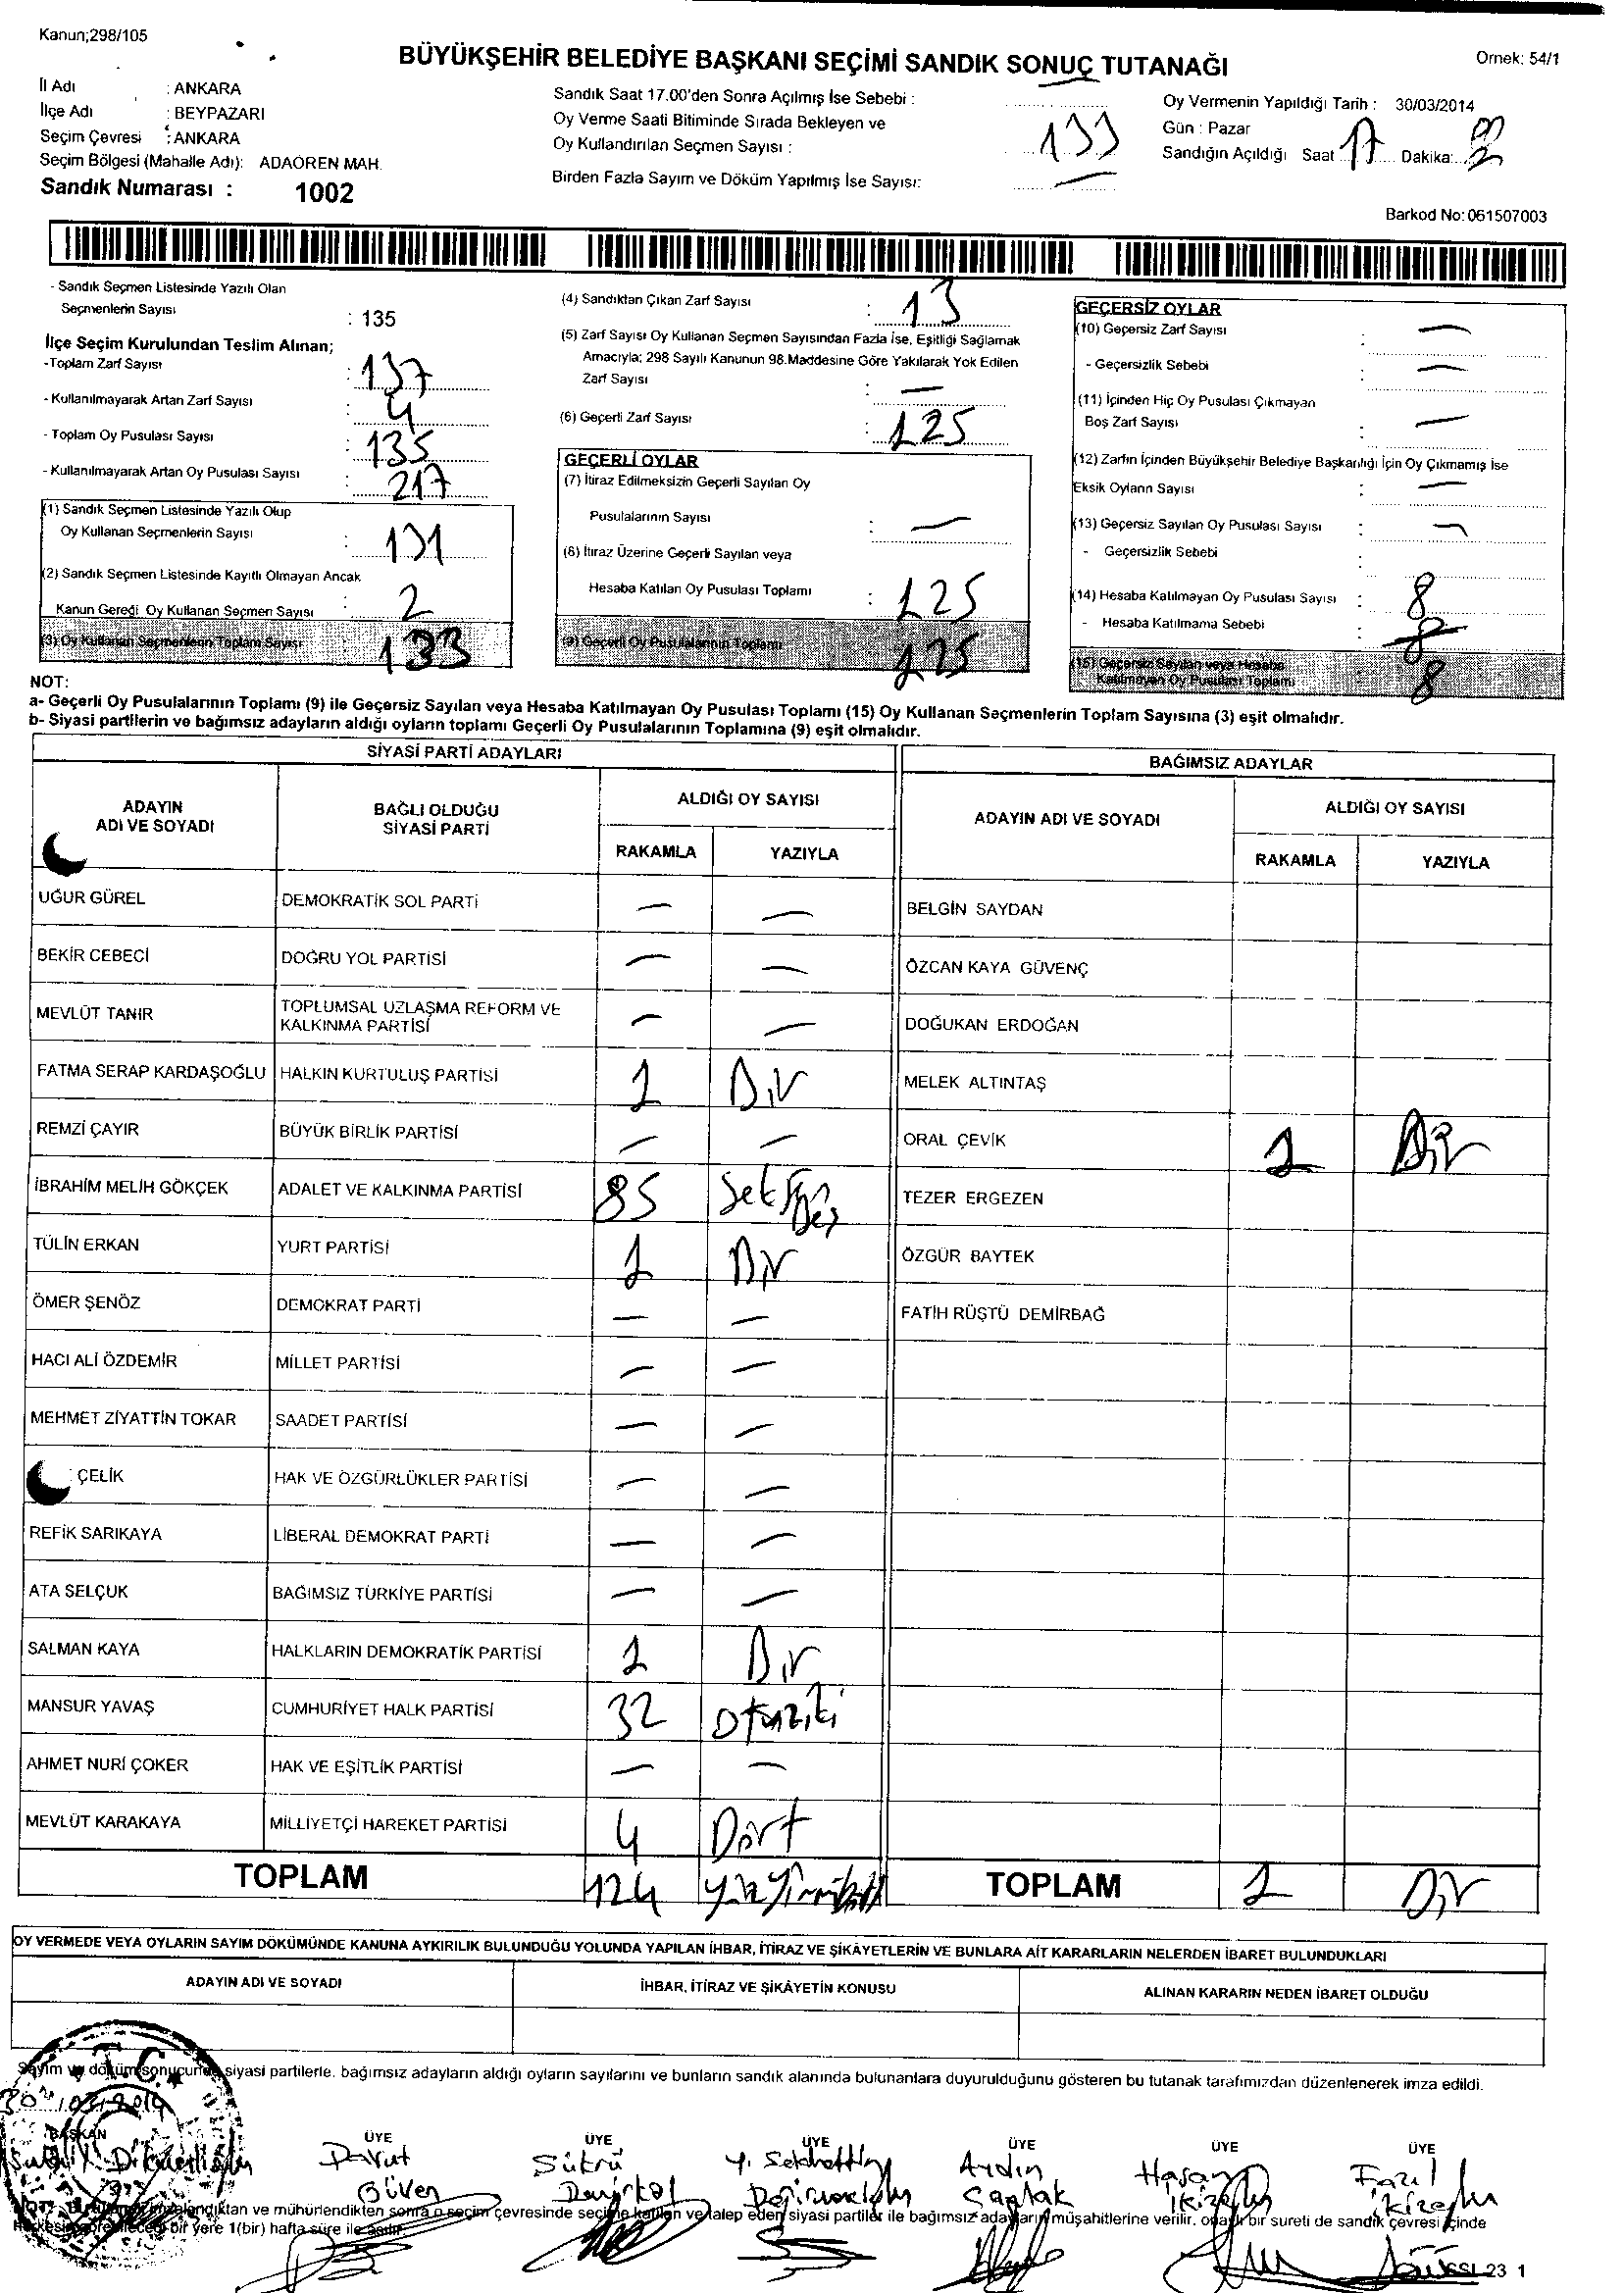 Kanun;298/105
BÜYÜKŞEHİR BELEDİYE BAŞKANI SEÇİMİ SANDIK SONUÇ TUTANAĞI
Ornek: 54/1
İl Adı : ANKARA
İlçe Adı : BEYPAZARI
Seçim Çevresi : ANKARA
Seçim Bölgesi (Mahalle Adı): ADAÖREN MAH.
Sandık Numarası : 1002
Sandık Saat 17.00'den Sonra Açılmış İse Sebebi :
Oy Verme Saati Bitiminde Sırada Bekleyen ve
Oy Kullandırılan Seçmen Sayısı : 133
Birden Fazla Sayım ve Döküm Yapılmış İse Sayısı: —
Oy Vermenin Yapıldığı Tarih : 30/03/2014
Gün : Pazar
Sandığın Açıldığı Saat 17 Dakika:
Barkod No: 061507003
- Sandık Seçmen Listesinde Yazılı Olan
Seçmenlerin Sayısı : 135
İlçe Seçim Kurulundan Teslim Alınan;
-Toplam Zarf Sayısı : 137
- Kullanılmayarak Artan Zarf Sayısı : 4
- Toplam Oy Pusulası Sayısı : 135
- Kullanılmayarak Artan Oy Pusulası Sayısı : 217
(1) Sandık Seçmen Listesinde Yazılı Olup
Oy Kullanan Seçmenlerin Sayısı : 131
(2) Sandık Seçmen Listesinde Kayıtlı Olmayan Ancak
Kanun Gereği Oy Kullanan Seçmen Sayısı : 2
(3) Oy Kullanan Seçmenlerin Toplam Sayısı : 133
(4) Sandıktan Çıkan Zarf Sayısı : 13
(5) Zarf Sayısı Oy Kullanan Seçmen Sayısından Fazla İse, Eşitliği Sağlamak
Amacıyla; 298 Sayılı Kanunun 98.Maddesine Göre Yakılarak Yok Edilen
Zarf Sayısı : —
(6) Geçerli Zarf Sayısı : 125
GEÇERLİ OYLAR
(7) İtiraz Edilmeksizin Geçerli Sayılan Oy
Pusulalarının Sayısı : —
(8) İtiraz Üzerine Geçerli Sayılan veya
Hesaba Katılan Oy Pusulası Toplamı : 125
(9) Geçerli Oy Pusulalarının Toplamı 125
GEÇERSİZ OYLAR
(10) Geçersiz Zarf Sayısı : —
- Geçersizlik Sebebi : —
(11) İçinden Hiç Oy Pusulası Çıkmayan
Boş Zarf Sayısı : —
(12) Zarfın İçinden Büyükşehir Belediye Başkanlığı İçin Oy Çıkmamış İse
Eksik Oyların Sayısı : —
(13) Geçersiz Sayılan Oy Pusulası Sayısı : —
- Geçersizlik Sebebi :
(14) Hesaba Katılmayan Oy Pusulası Sayısı : 8
- Hesaba Katılmama Sebebi : 8
(15) Geçersiz Sayılan veya Hesaba
Katılmayan Oy Pusulası Toplamı 8
NOT:
a- Geçerli Oy Pusulalarının Toplamı (9) ile Geçersiz Sayılan veya Hesaba Katılmayan Oy Pusulası Toplamı (15) Oy Kullanan Seçmenlerin Toplam Sayısına (3) eşit olmalıdır.
b- Siyasi partilerin ve bağımsız adayların aldığı oyların toplamı Geçerli Oy Pusulalarının Toplamına (9) eşit olmalıdır.
SİYASİ PARTİ ADAYLARI
ADAYIN ADI VE SOYADI
BAĞLI OLDUĞU SİYASİ PARTİ
ALDIĞI OY SAYISI
RAKAMLA YAZIYLA
UĞUR GÜREL DEMOKRATİK SOL PARTİ — —
BEKİR CEBECİ DOĞRU YOL PARTİSİ — —
MEVLÜT TANIR TOPLUMSAL UZLAŞMA REFORM VE KALKINMA PARTİSİ — —
FATMA SERAP KARDAŞOĞLU HALKIN KURTULUŞ PARTİSİ 1 Bir
REMZİ ÇAYIR BÜYÜK BİRLİK PARTİSİ — —
İBRAHİM MELİH GÖKÇEK ADALET VE KALKINMA PARTİSİ 85 Seksen Beş
TÜLİN ERKAN YURT PARTİSİ 1 Bir
ÖMER ŞENÖZ DEMOKRAT PARTİ — —
HACI ALİ ÖZDEMİR MİLLET PARTİSİ — —
MEHMET ZİYATTİN TOKAR SAADET PARTİSİ — —
ÇELİK HAK VE ÖZGÜRLÜKLER PARTİSİ — —
REFİK SARIKAYA LİBERAL DEMOKRAT PARTİ — —
ATA SELÇUK BAĞIMSIZ TÜRKİYE PARTİSİ — —
SALMAN KAYA HALKLARIN DEMOKRATİK PARTİSİ 1 Bir
MANSUR YAVAŞ CUMHURİYET HALK PARTİSİ 32 Otuziki
AHMET NURİ ÇOKER HAK VE EŞİTLİK PARTİSİ — —
MEVLÜT KARAKAYA MİLLİYETÇİ HAREKET PARTİSİ 4 Dört
TOPLAM 124
BAĞIMSIZ ADAYLAR
ADAYIN ADI VE SOYADI
ALDIĞI OY SAYISI
RAKAMLA YAZIYLA
BELGİN SAYDAN
ÖZCAN KAYA GÜVENÇ
DOĞUKAN ERDOĞAN
MELEK ALTINTAŞ
ORAL ÇEVİK 1 Bir
TEZER ERGEZEN
ÖZGÜR BAYTEK
FATİH RÜŞTÜ DEMİRBAĞ
TOPLAM 1 Bir
OY VERMEDE VEYA OYLARIN SAYIM DÖKÜMÜNDE KANUNA AYKIRILIK BULUNDUĞU YOLUNDA YAPILAN İHBAR, İTİRAZ VE ŞİKAYETLERİN VE BUNLARA AİT KARARLARIN NELERDEN İBARET BULUNDUKLARI
ADAYIN ADI VE SOYADI İHBAR, İTİRAZ VE ŞİKAYETİN KONUSU ALINAN KARARIN NEDEN İBARET OLDUĞU
T.C.
Sayım ve döküm sonucunda siyasi partilerle, bağımsız adayların aldığı oyların sayılarını ve bunların sandık alanında bulunanlara duyurulduğunu gösteren bu tutanak tarafımızdan düzenlenerek imza edildi.
30/03/2014
BAŞKAN ÜYE ÜYE ÜYE ÜYE ÜYE ÜYE
Davut Güven
Şükrü
Aydın
Hasan
Fazıl
ve mühürlendikten sonra o seçim çevresinde seçime katılan ve talep eden siyasi partiler ile bağımsız adayların müşahitlerine verilir, onaylı bir sureti de sandık çevresi içinde
bir yere 1(bir) hafta süre ile asılır.
23 1